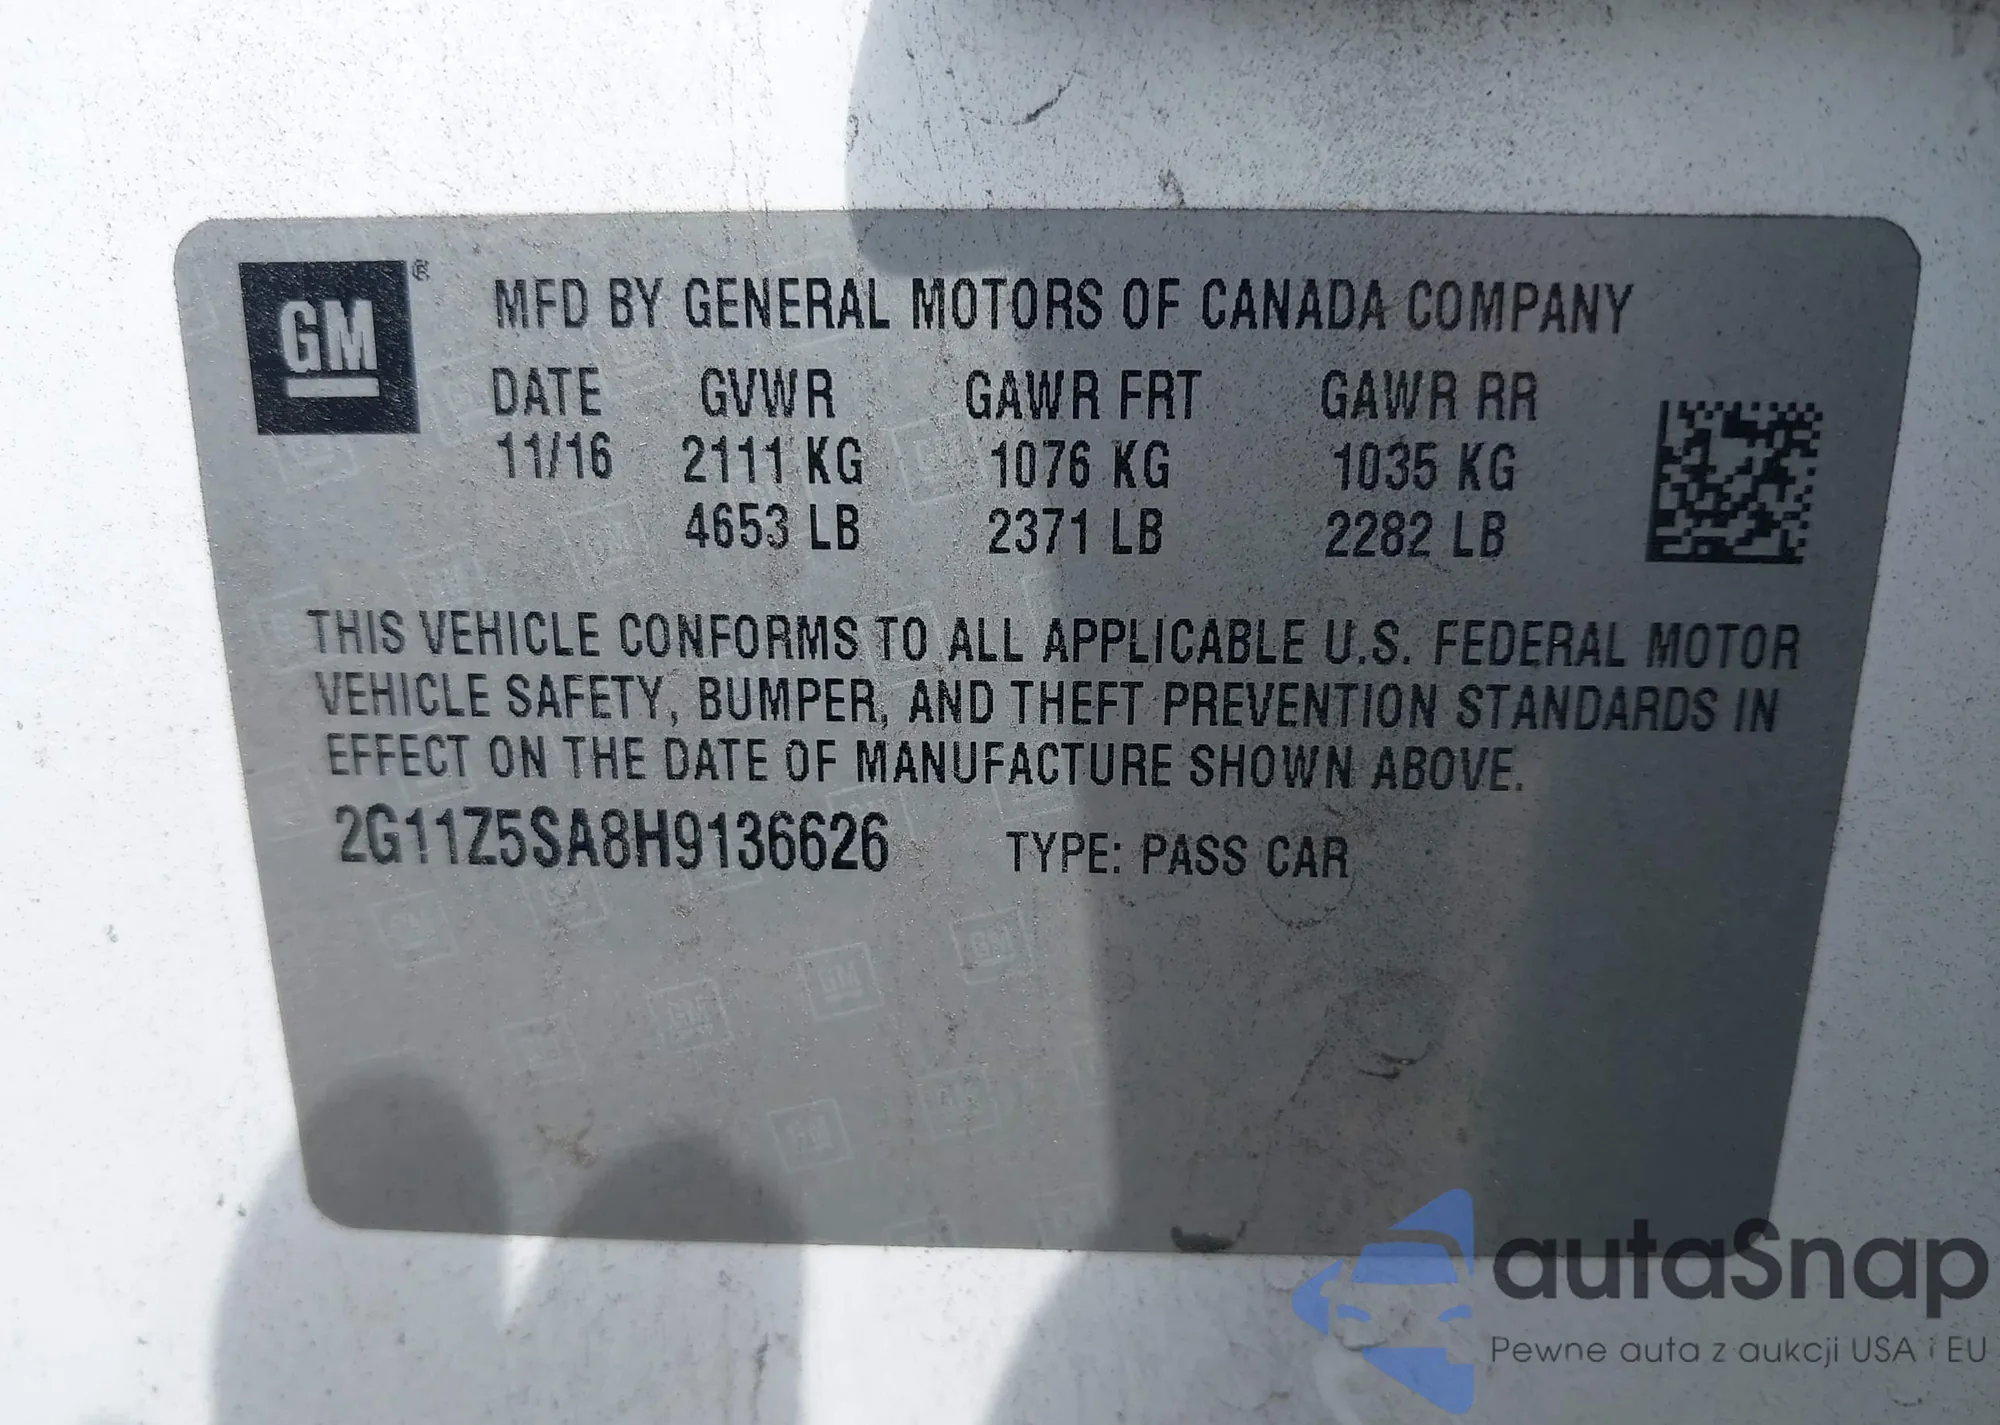 GM®
MFD BY GENERAL MOTORS OF CANADA COMPANY
DATE GVWR GAWR FRT GAWR RR
11/16 2111 KG 1076 KG 1035 KG
4653 LB 2371 LB 2282 LB
THIS VEHICLE CONFORMS TO ALL APPLICABLE U.S. FEDERAL MOTOR
VEHICLE SAFETY, BUMPER, AND THEFT PREVENTION STANDARDS IN
EFFECT ON THE DATE OF MANUFACTURE SHOWN ABOVE.
2G11Z5SA8H9136626 TYPE: PASS CAR
autaSnap
Pewne auta z aukcji USA i EU